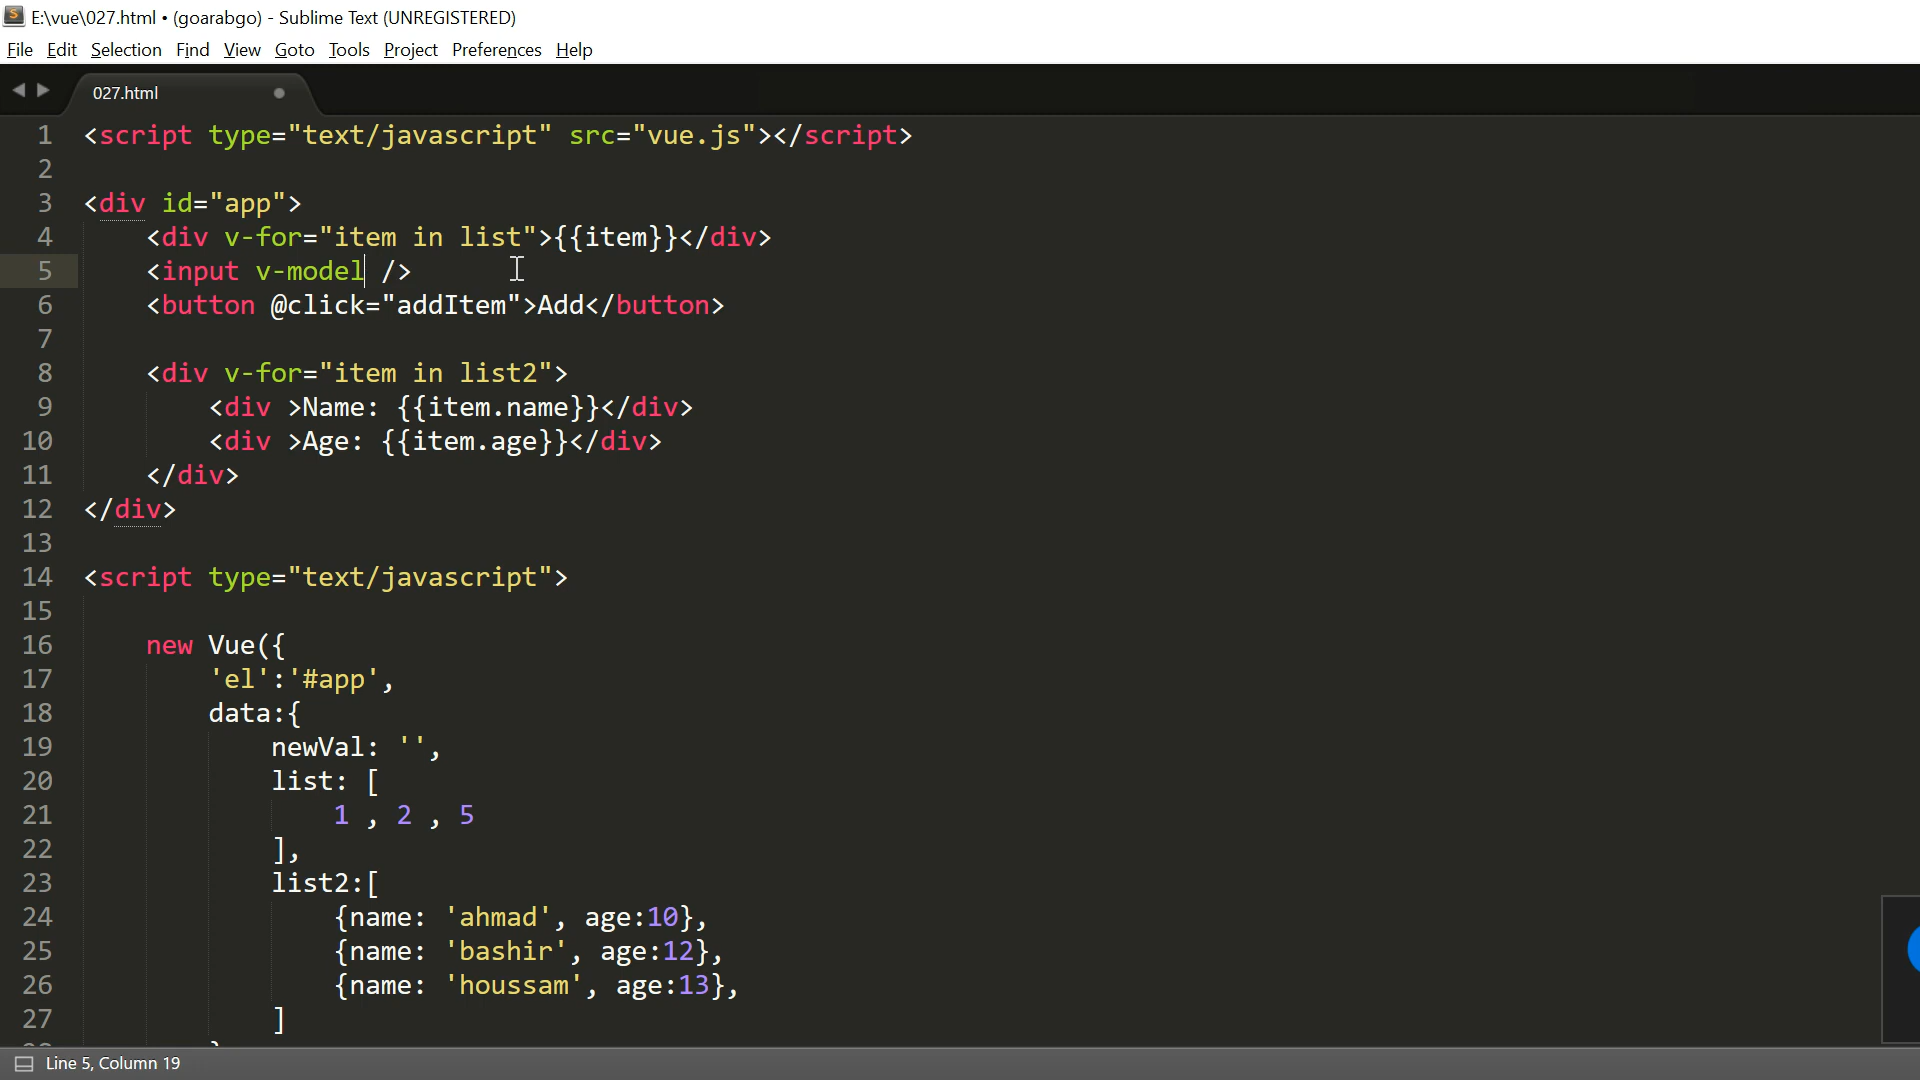 E:\vue\027.html • (goarabgo) - Sublime Text (UNREGISTERED)
File Edit Selection Find View Goto Tools Project Preferences Help
027.html
1 <script type="text/javascript" src="vue.js"></script>
2
3 <div id="app">
4 <div v-for="item in list">{{item}}</div>
5 <input v-model />
6 <button @click="addItem">Add</button>
7
8 <div v-for="item in list2">
9 <div >Name: {{item.name}}</div>
10 <div >Age: {{item.age}}</div>
11 </div>
12 </div>
13
14 <script type="text/javascript">
15
16 new Vue({
17 'el':'#app',
18 data:{
19 newVal: '',
20 list: [
21 1 , 2 , 5
22 ],
23 list2:[
24 {name: 'ahmad', age:10},
25 {name: 'bashir', age:12},
26 {name: 'houssam', age:13},
27 ]
Line 5, Column 19